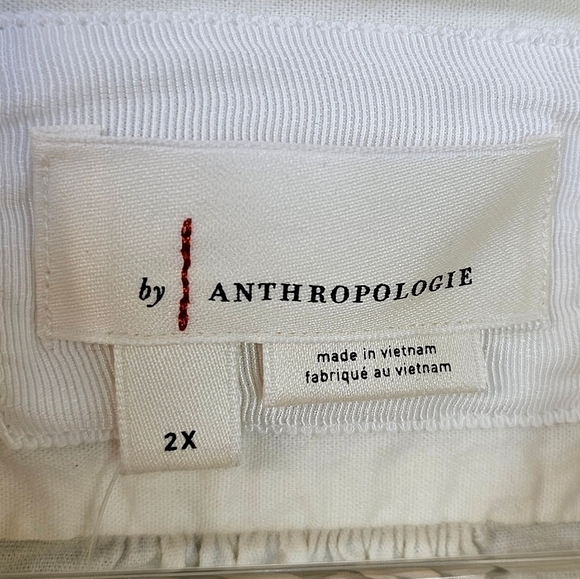 by ANTHROPOLOGIE
made in vietnam
fabriqué au vietnam
2X